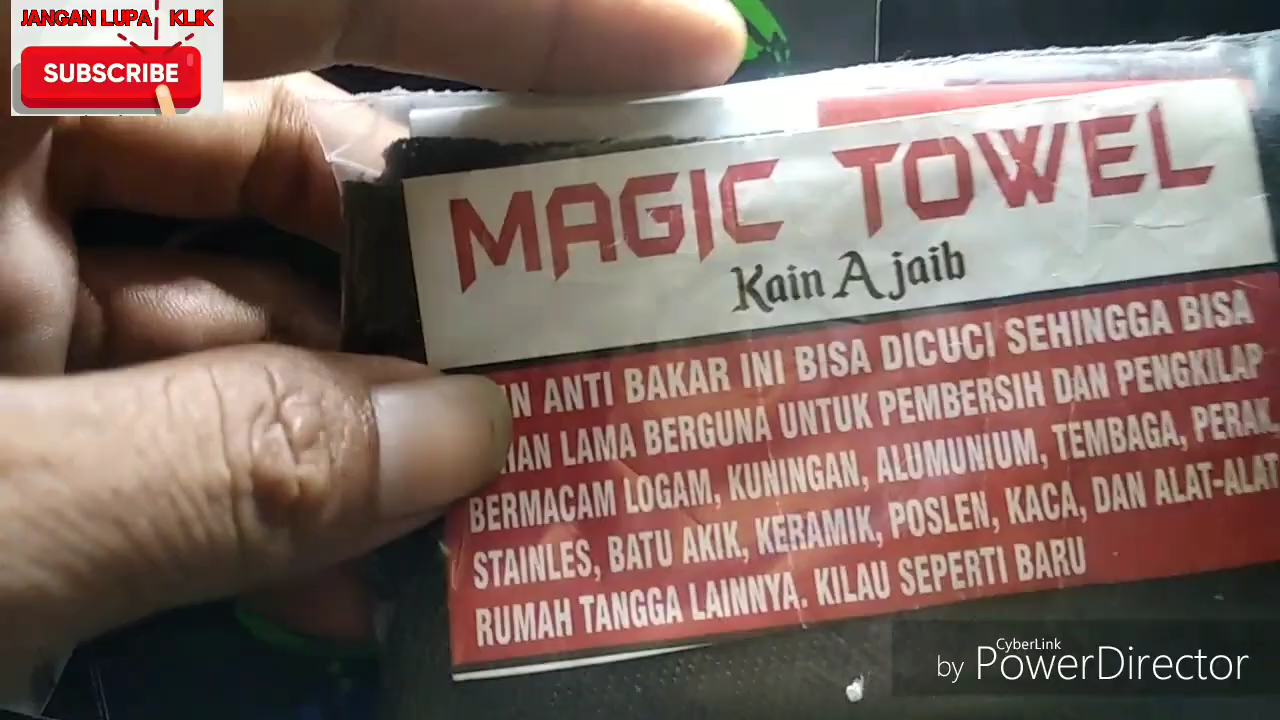 JANGAN LUPA KLIK
SUBSCRIBE
MAGIC TOWEL
Kain Ajaib
ANTI BAKAR INI BISA DICUCI SEHINGGA BISA
LAMA BERGUNA UNTUK PEMBERSIH DAN PENGKILAP
BERMACAM LOGAM, KUNINGAN, ALUMUNIUM, TEMBAGA, PERAK,
STAINLES, BATU AKIK, KERAMIK, POSLEN, KACA, DAN ALAT-ALAT
RUMAH TANGGA LAINNYA. KILAU SEPERTI BARU
CyberLink
by PowerDirector